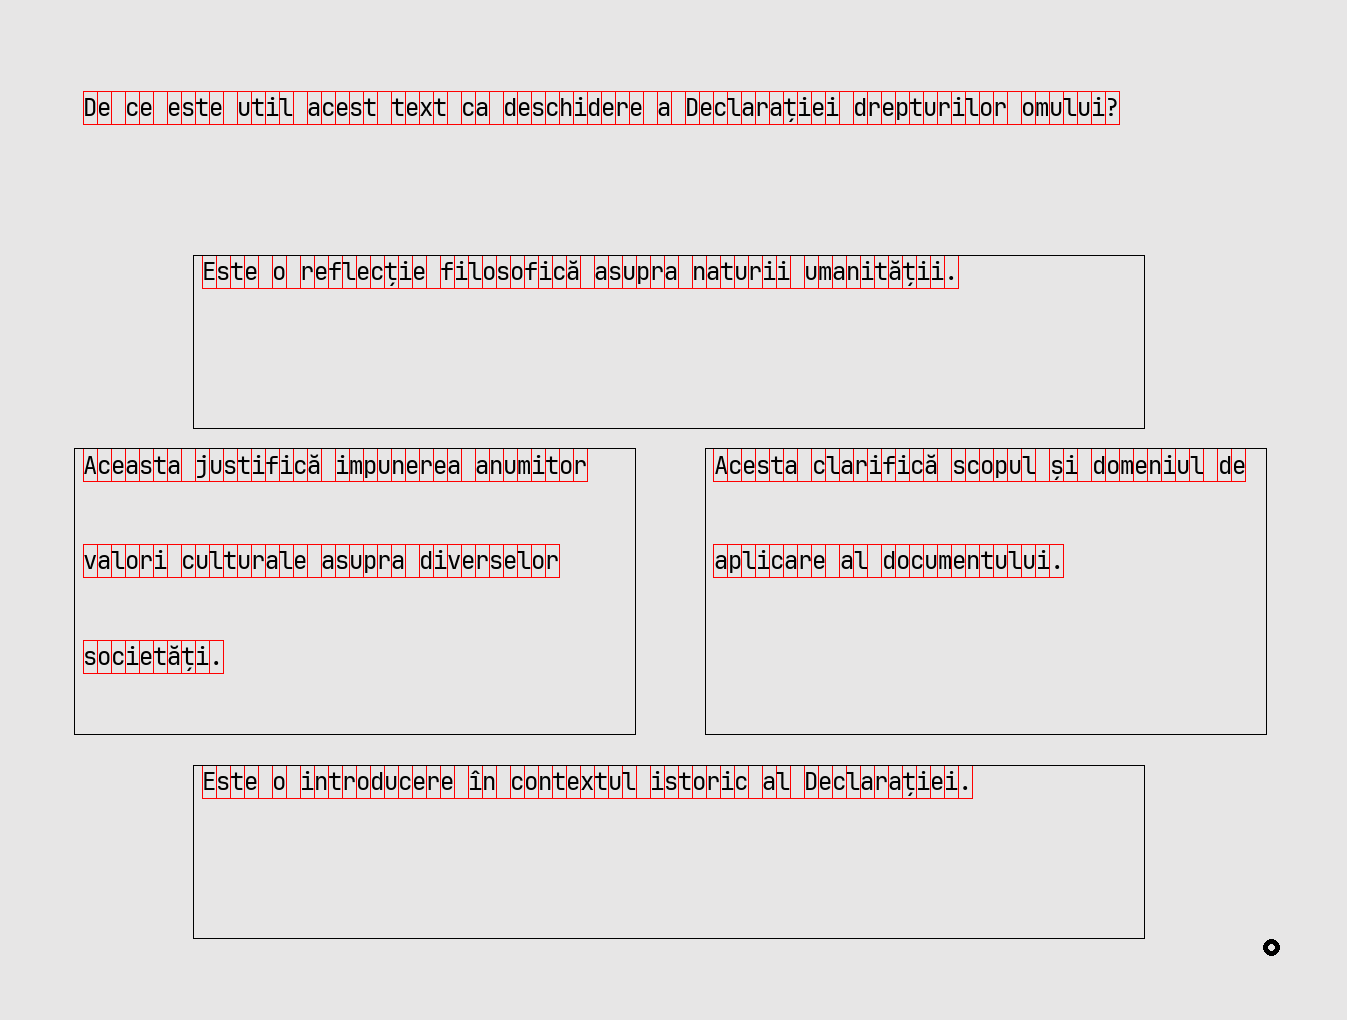 De ce este util acest text ca deschidere a Declarației drepturilor omului?
Este o reflecție filosofică asupra naturii umanității.
Aceasta justifică impunerea anumitor
valori culturale asupra diverselor
societăți.
Acesta clarifică scopul și domeniul de
aplicare al documentului.
Este o introducere în contextul istoric al Declarației.